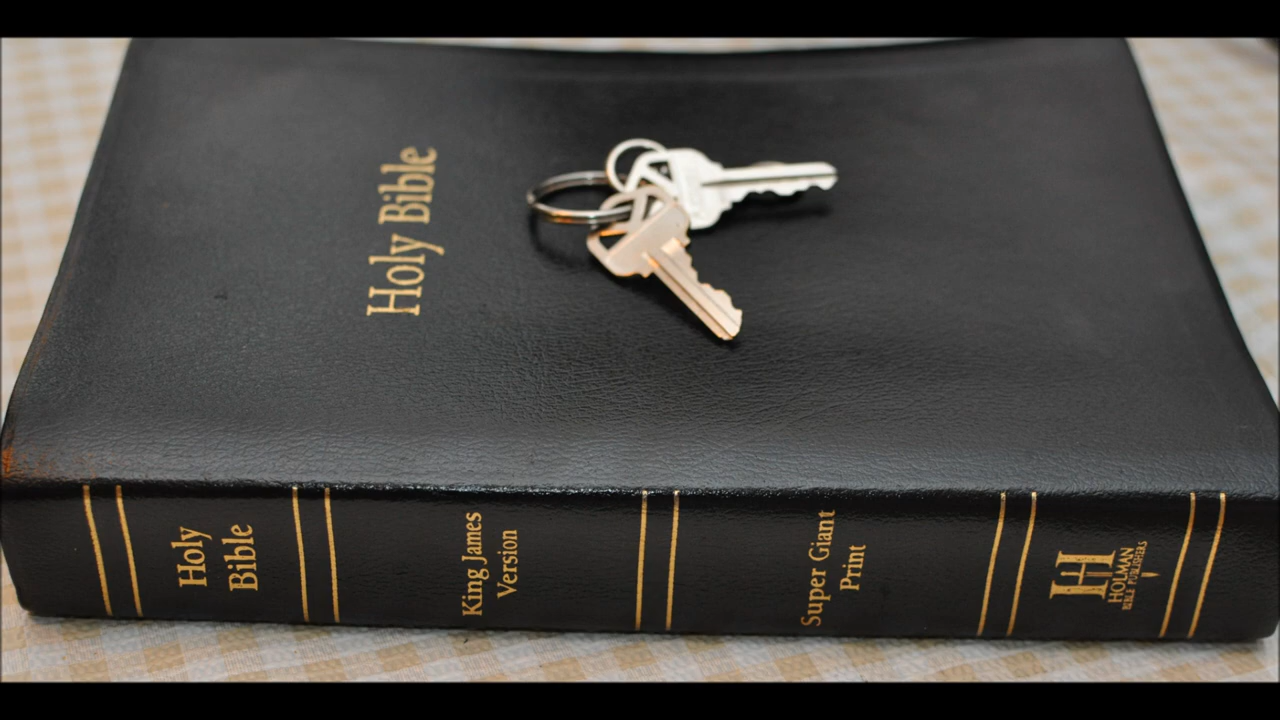 Holy Bible
Holy
Bible
King James
Version
Super Giant
Print
HOLMAN
BIBLE PUBLISHERS